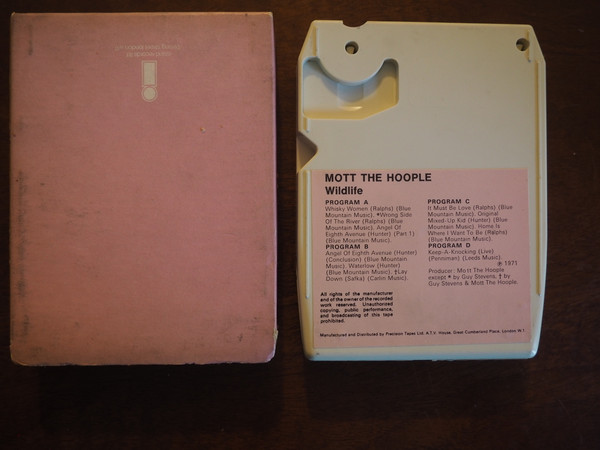 MOTT THE HOOPLE
Wildlife
PROGRAM A
Whisky Women (Ralphs) (Blue
Mountain Music). *Wrong Side
Of The River (Ralphs) (Blue
Mountain Music). Angel Of
Eighth Avenue (Hunter) (Part 1)
(Blue Mountain Music).
PROGRAM B
Angel Of Eighth Avenue (Hunter)
(Conclusion) (Blue Mountain
Music). Waterlow (Hunter)
(Blue Mountain Music). †Lay
Down (Safka) (Carlin Music).
PROGRAM C
It Must Be Love (Ralphs) (Blue
Mountain Music). Original
Mixed-Up Kid (Hunter) (Blue
Mountain Music). Home Is
Where I Want To Be (Ralphs)
(Blue Mountain Music).
PROGRAM D
Keep-A-Knocking (Live)
(Penniman) (Leeds Music).
℗ 1971
Producer: Mott The Hoople
except * by Guy Stevens, † by
Guy Stevens & Mott The Hoople.
All rights of the manufacturer
and of the owner of the recorded
work reserved. Unauthorized
copying, public performance,
and broadcasting of this tape
prohibited.
Manufactured and Distributed by Precision Tapes Ltd. A.T.V. House, Great Cumberland Place, London W.1